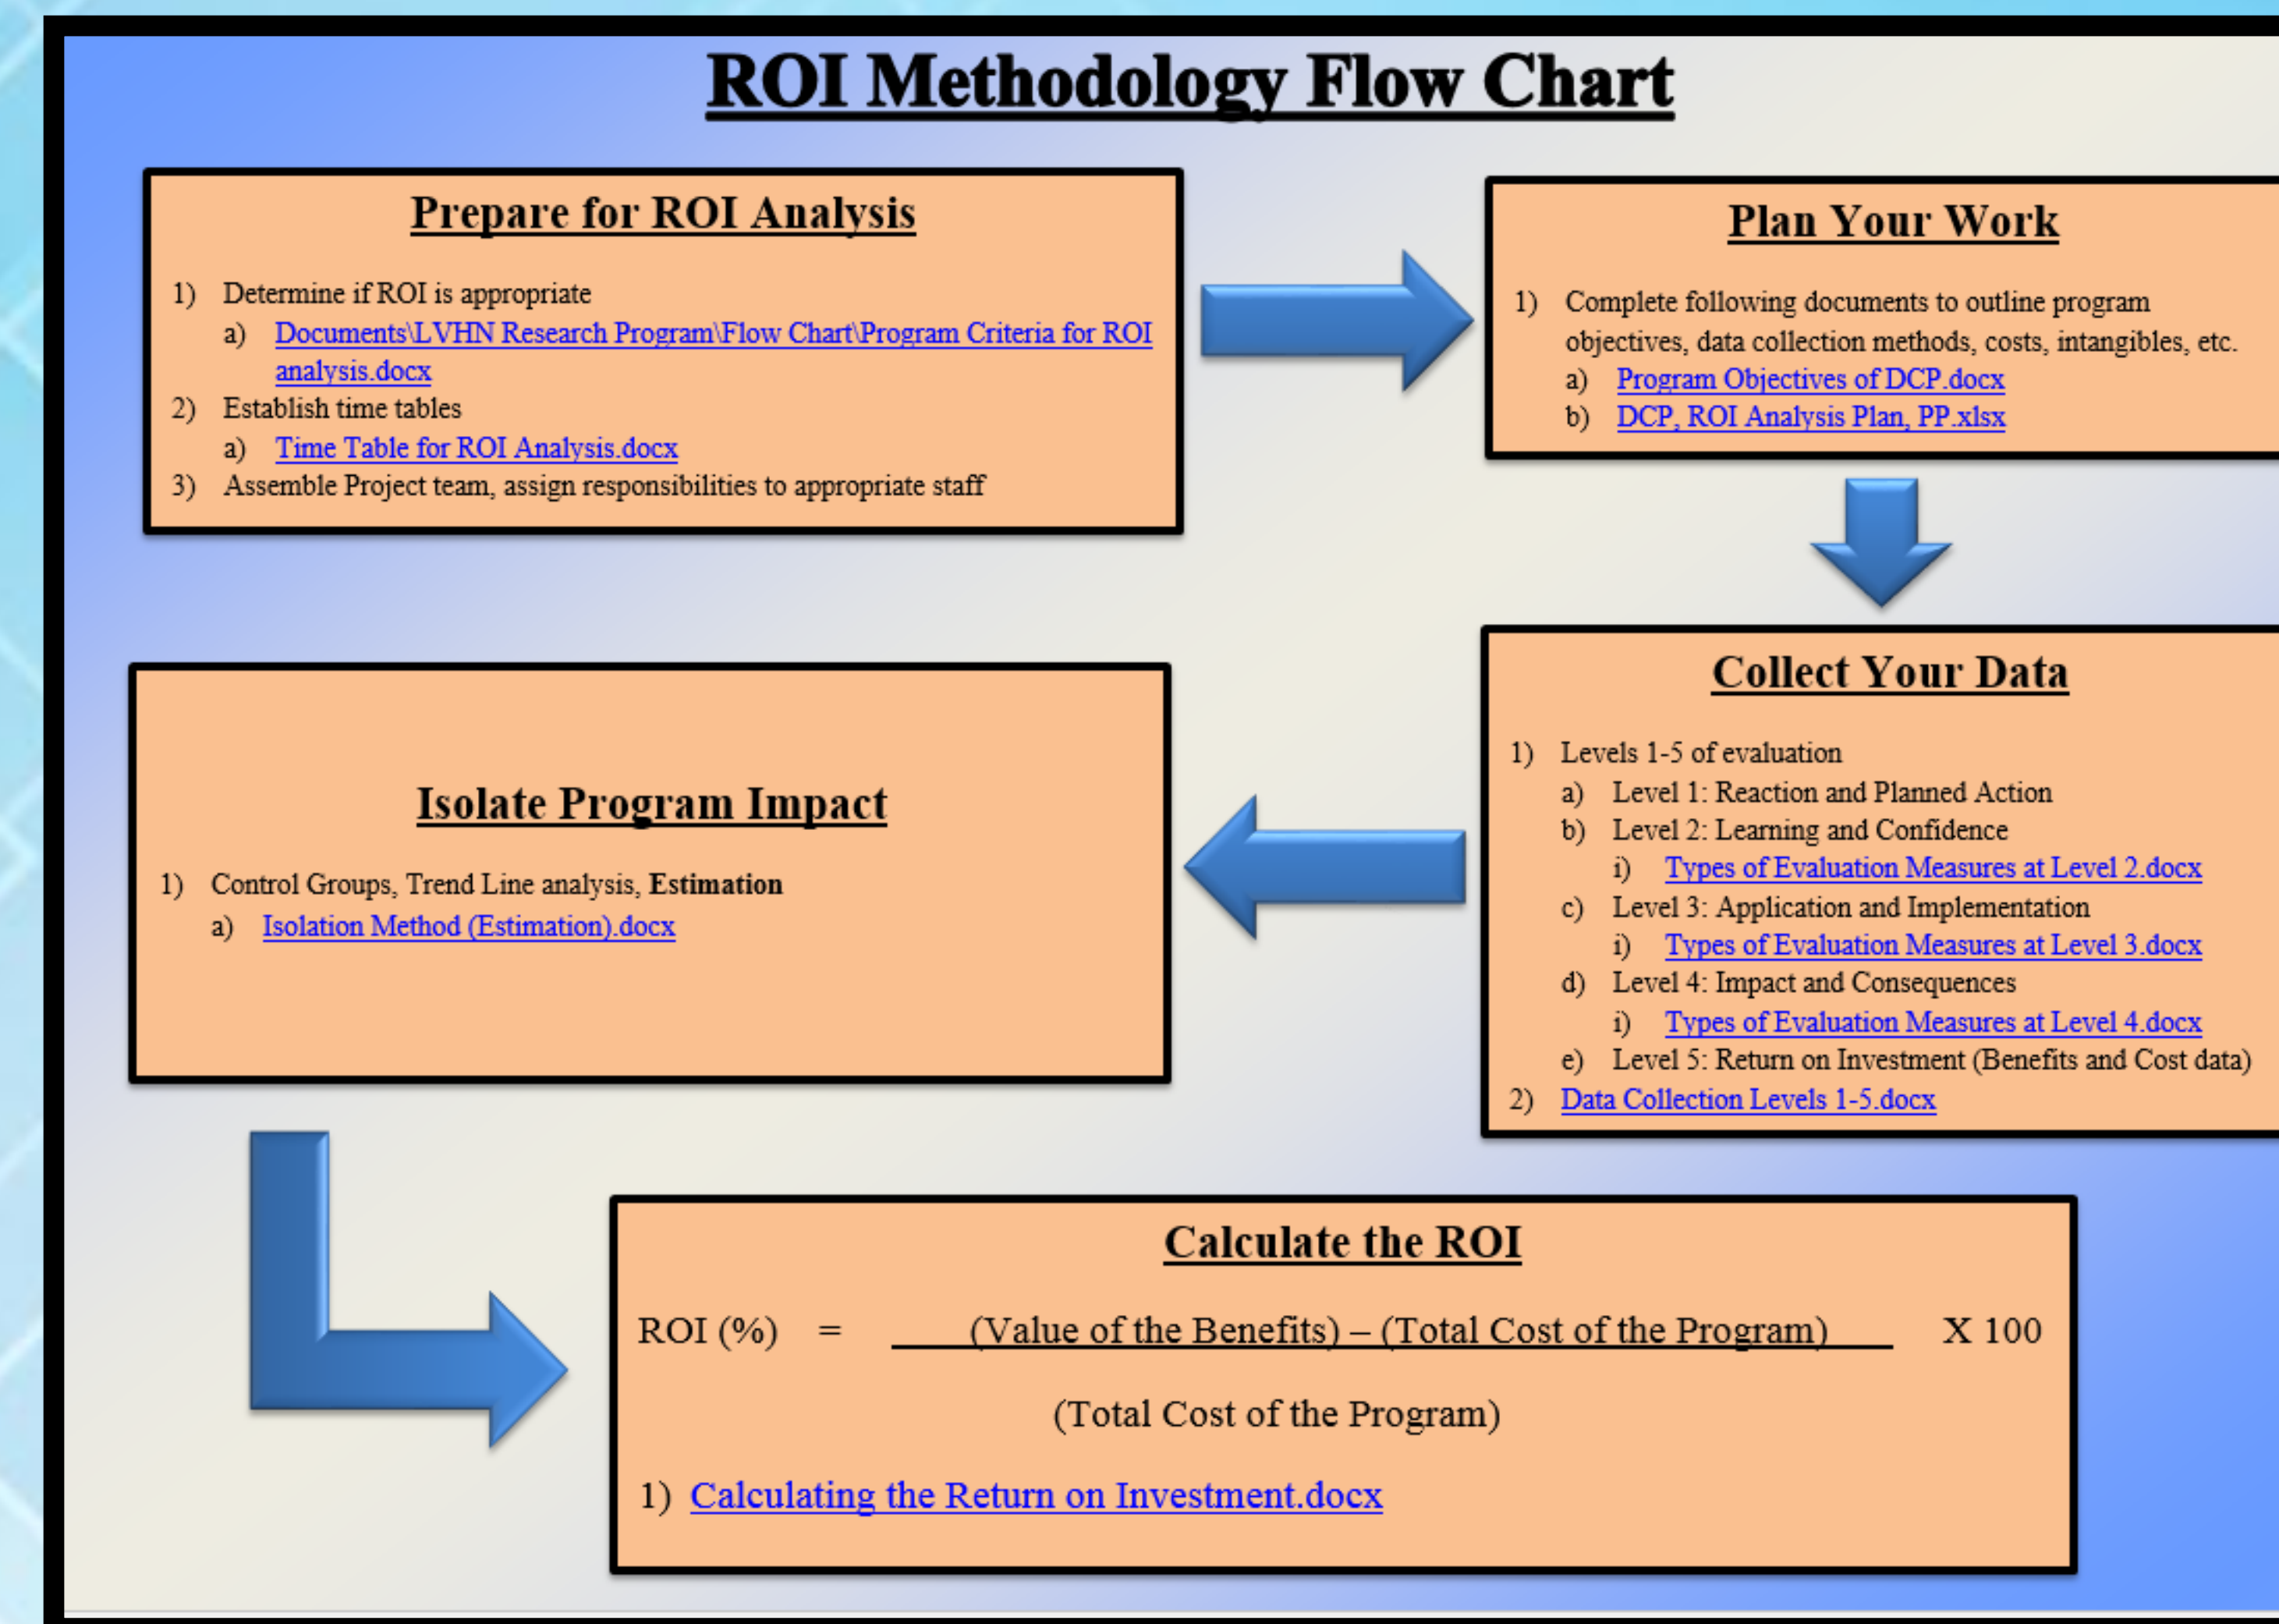 ROI Methodology Flow Chart
Prepare for ROI Analysis
1) Determine if ROI is appropriate
a) Documents\LVHN Research Program\Flow Chart\Program Criteria for ROI
analysis.docx
2) Establish time tables
a) Time Table for ROI Analysis.docx
3) Assemble Project team, assign responsibilities to appropriate staff
Plan Your Work
1) Complete following documents to outline program
objectives, data collection methods, costs, intangibles, etc.
a) Program Objectives of DCP.docx
b) DCP, ROI Analysis Plan, PP.xlsx
Collect Your Data
1) Levels 1-5 of evaluation
a) Level 1: Reaction and Planned Action
b) Level 2: Learning and Confidence
i) Types of Evaluation Measures at Level 2.docx
c) Level 3: Application and Implementation
i) Types of Evaluation Measures at Level 3.docx
d) Level 4: Impact and Consequences
i) Types of Evaluation Measures at Level 4.docx
e) Level 5: Return on Investment (Benefits and Cost data)
2) Data Collection Levels 1-5.docx
Isolate Program Impact
1) Control Groups, Trend Line analysis, Estimation
a) Isolation Method (Estimation).docx
Calculate the ROI
ROI (%) = (Value of the Benefits) – (Total Cost of the Program) X 100
(Total Cost of the Program)
1) Calculating the Return on Investment.docx